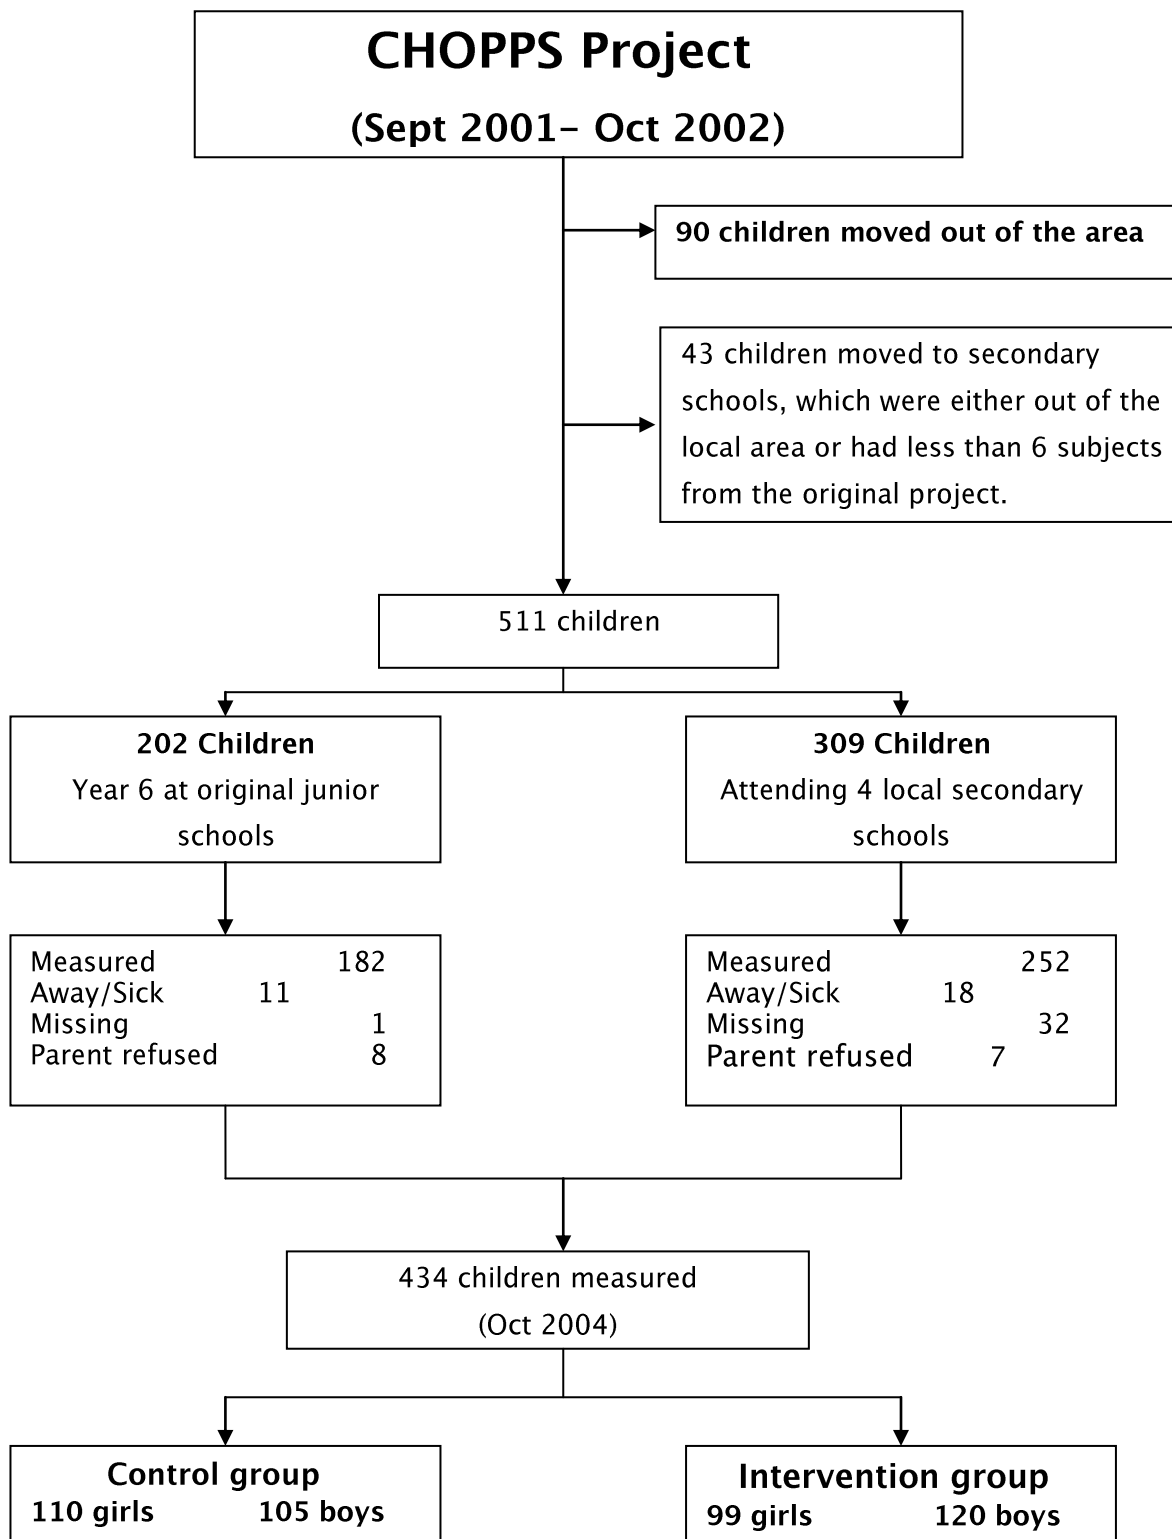 CHOPPS Project
(Sept 2001– Oct 2002)
90 children moved out of the area
43 children moved to secondary
schools, which were either out of the
local area or had less than 6 subjects
from the original project.
511 children
202 Children
Year 6 at original junior
schools
309 Children
Attending 4 local secondary
schools
Measured 182
Away/Sick 11
Missing 1
Parent refused 8
Measured 252
Away/Sick 18
Missing 32
Parent refused 7
434 children measured
(Oct 2004)
Control group
110 girls 105 boys
Intervention group
99 girls 120 boys